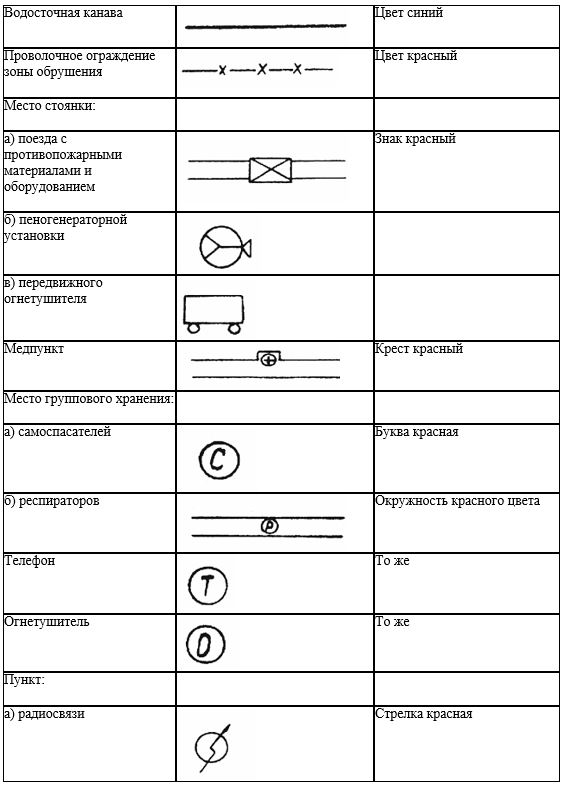 Водосточная канава
Цвет синий
Проволочное ограждение
зоны обрушения
Цвет красный
Место стоянки:
а) поезда с
противопожарными
материалами и
оборудованием
Знак красный
б) пеногенераторной
установки
в) передвижного
огнетушителя
Медпункт
Крест красный
Место группового хранения:
а) самоспасателей
С
Буква красная
б) респираторов
Р
Окружность красного цвета
Телефон
Т
То же
Огнетушитель
О
То же
Пункт:
а) радиосвязи
Стрелка красная